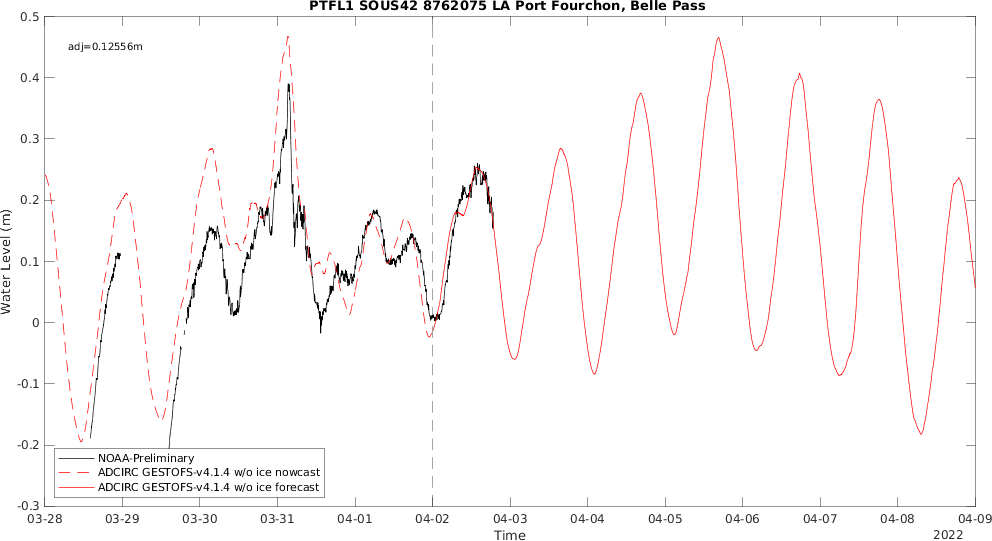 PTFL1 SOUS42 8762075 LA Port Fourchon, Belle Pass
adj=0.12556m
0.5
0.4
0.3
0.2
0.1
0
-0.1
-0.2
-0.3
Water Level (m)
NOAA-Preliminary
ADCIRC GESTOFS-v4.1.4 w/o ice nowcast
ADCIRC GESTOFS-v4.1.4 w/o ice forecast
03-28 03-29 03-30 03-31 04-01 04-02 04-03 04-04 04-05 04-06 04-07 04-08 04-09
Time
2022